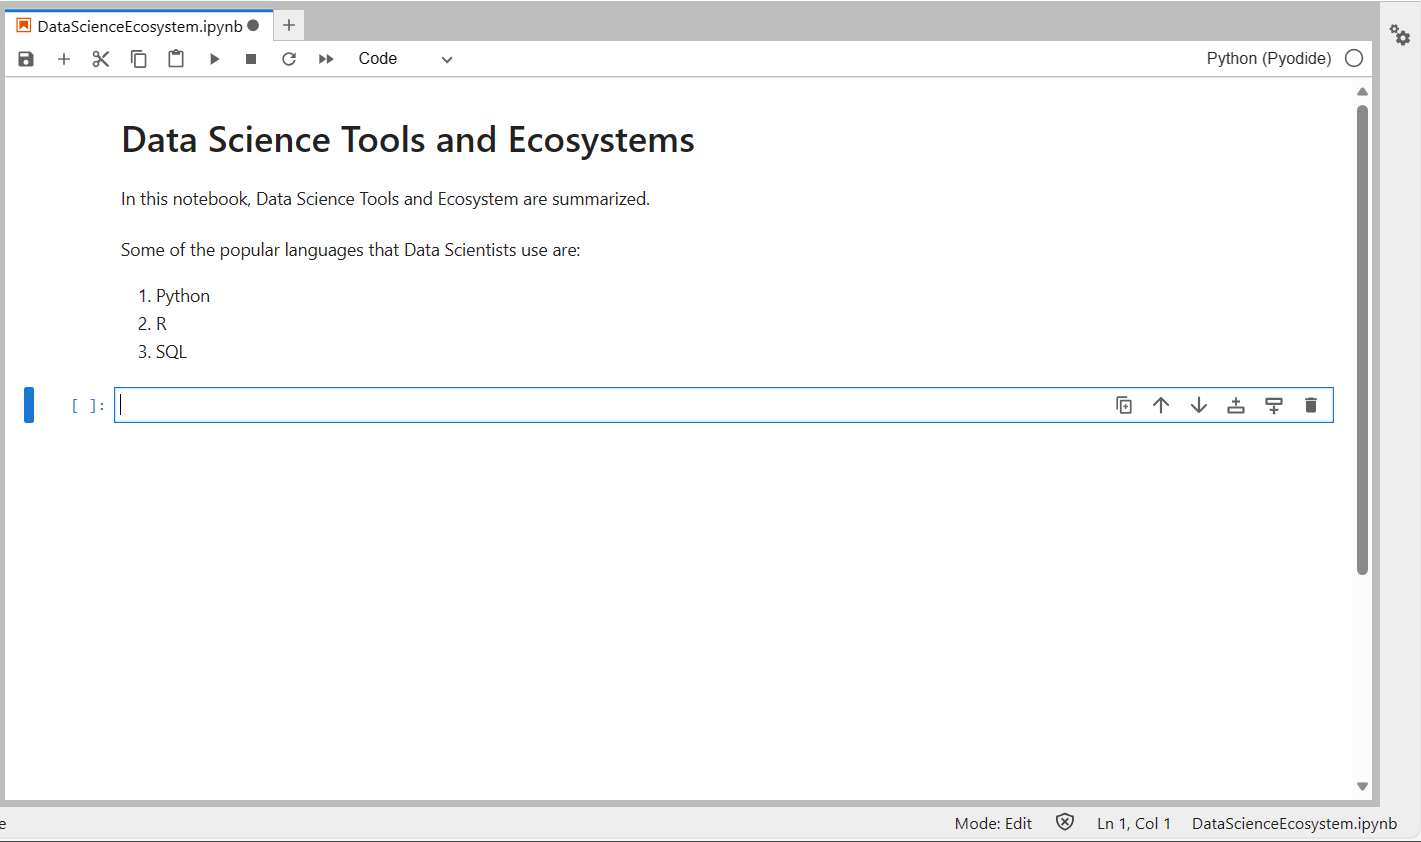 DataScienceEcosystem.ipynb
Code
Python (Pyodide)
Data Science Tools and Ecosystems
In this notebook, Data Science Tools and Ecosystem are summarized.
Some of the popular languages that Data Scientists use are:
1. Python
2. R
3. SQL
[ ]:
e
Mode: Edit
Ln 1, Col 1
DataScienceEcosystem.ipynb